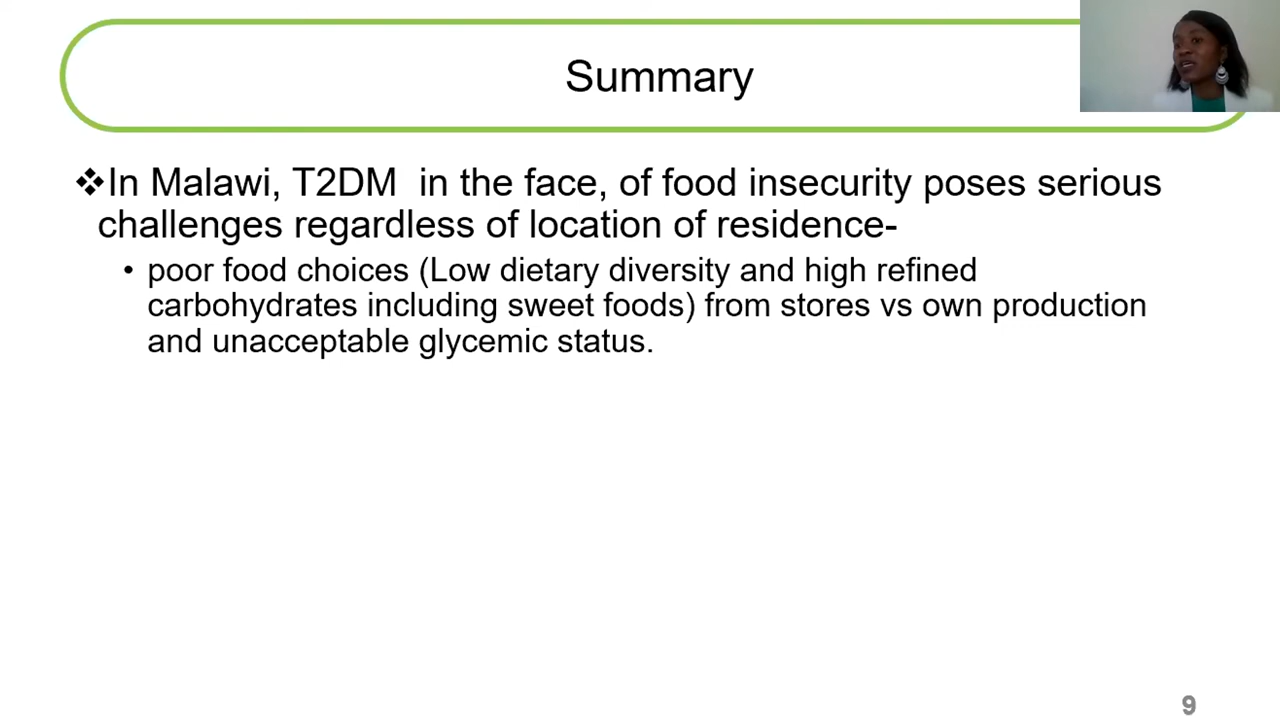 Summary
❖In Malawi, T2DM  in the face, of food insecurity poses serious
challenges regardless of location of residence-
• poor food choices (Low dietary diversity and high refined
carbohydrates including sweet foods) from stores vs own production
and unacceptable glycemic status.
9